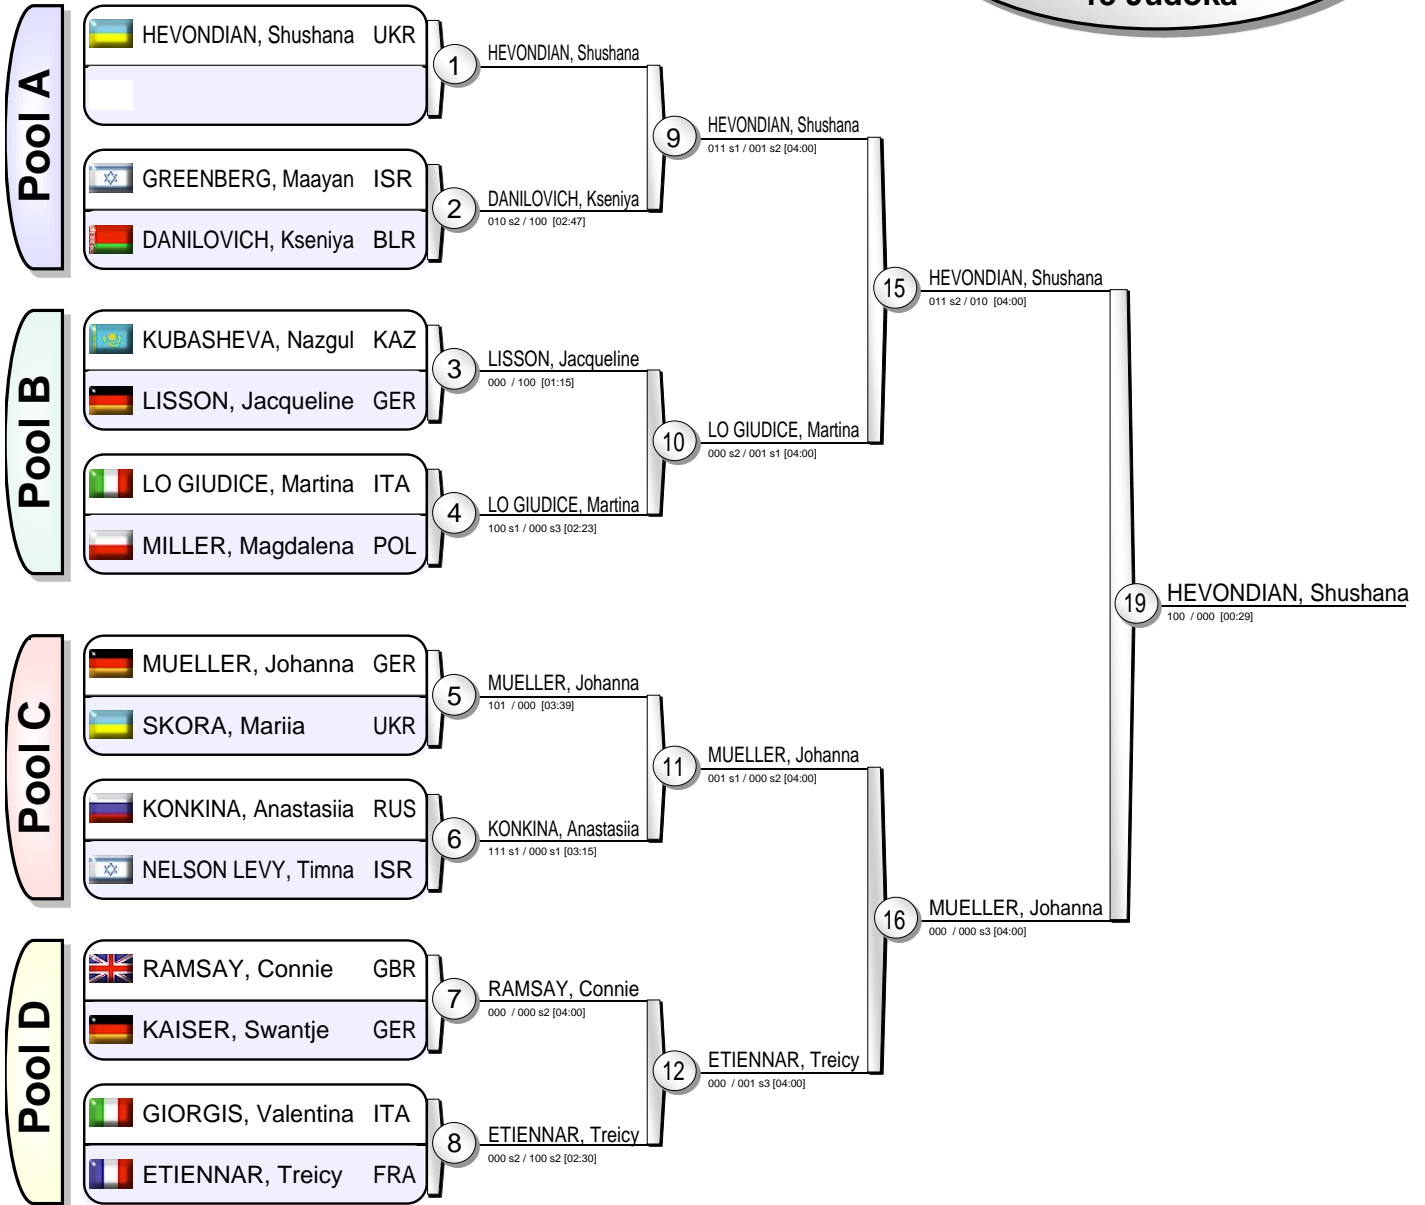 Pool A
HEVONDIAN, Shushana UKR
GREENBERG, Maayan ISR
DANILOVICH, Kseniya BLR
Pool B
KUBASHEVA, Nazgul KAZ
LISSON, Jacqueline GER
LO GIUDICE, Martina ITA
MILLER, Magdalena POL
Pool C
MUELLER, Johanna GER
SKORA, Mariia UKR
KONKINA, Anastasiia RUS
NELSON LEVY, Timna ISR
Pool D
RAMSAY, Connie GBR
KAISER, Swantje GER
GIORGIS, Valentina ITA
ETIENNAR, Treicy FRA
1
HEVONDIAN, Shushana
2
DANILOVICH, Kseniya
010 s2 / 100 [02:47]
3
LISSON, Jacqueline
000 / 100 [01:15]
4
LO GIUDICE, Martina
100 s1 / 000 s3 [02:23]
5
MUELLER, Johanna
101 / 000 [03:39]
6
KONKINA, Anastasiia
111 s1 / 000 s1 [03:15]
7
RAMSAY, Connie
000 / 000 s2 [04:00]
8
ETIENNAR, Treicy
000 s2 / 100 s2 [02:30]
9
HEVONDIAN, Shushana
011 s1 / 001 s2 [04:00]
10
LO GIUDICE, Martina
000 s2 / 001 s1 [04:00]
11
MUELLER, Johanna
001 s1 / 000 s2 [04:00]
12
ETIENNAR, Treicy
000 / 001 s3 [04:00]
15
HEVONDIAN, Shushana
011 s2 / 010 [04:00]
16
MUELLER, Johanna
000 / 000 s3 [04:00]
19
HEVONDIAN, Shushana
100 / 000 [00:29]